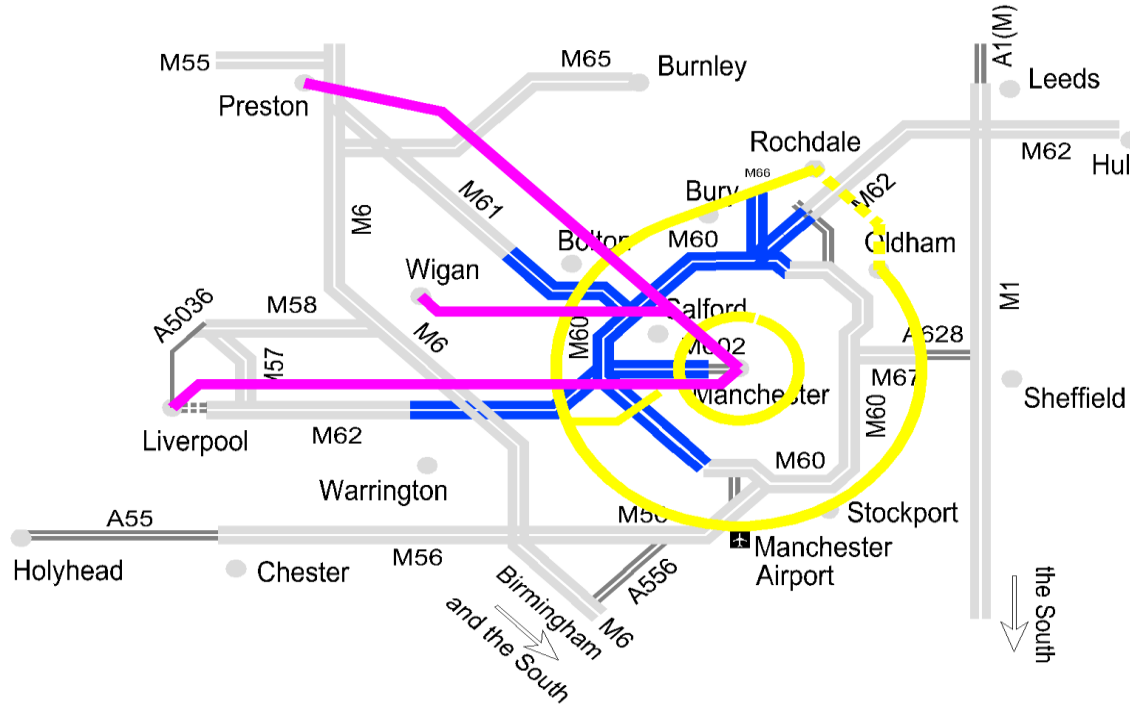 A1(M)
M65
Burnley
M55
Leeds
Preston
Rochdale
M62
Hul
M66
M62
Bury
M61
M6
M60
Oldham
Bolton
Wigan
M1
A5036
M58
Salford
M6
M60
A628
M602
M57
M67
Manchester
Sheffield
M60
Liverpool
M62
M60
Warrington
Stockport
A55
M56
M56
Manchester
Airport
Holyhead
Chester
A556
Birmingham
M6
and the South
the South